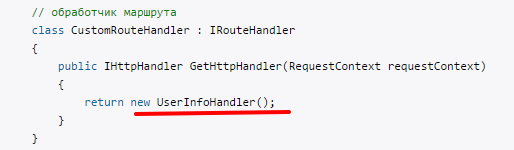 // обработчик маршрута
class CustomRouteHandler : IRouteHandler
{
public IHttpHandler GetHttpHandler(RequestContext requestContext)
{
return new UserInfoHandler();
}
}